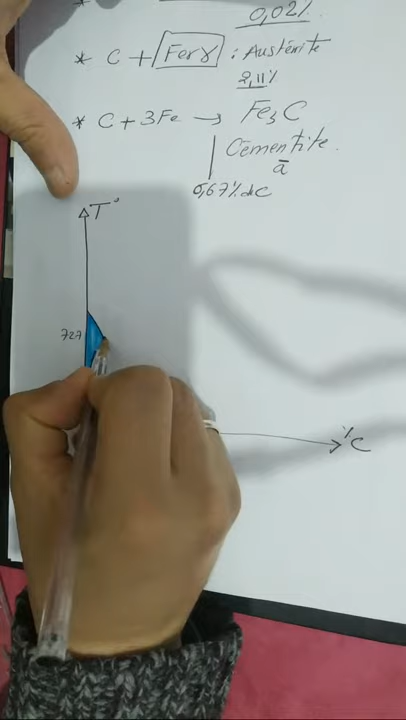 *
0,02%
* C + Fer γ : Austénite
2,11%
* C + 3Fe → Fe3C
Cémentite.
à
6,67% de C
T°
727
% C